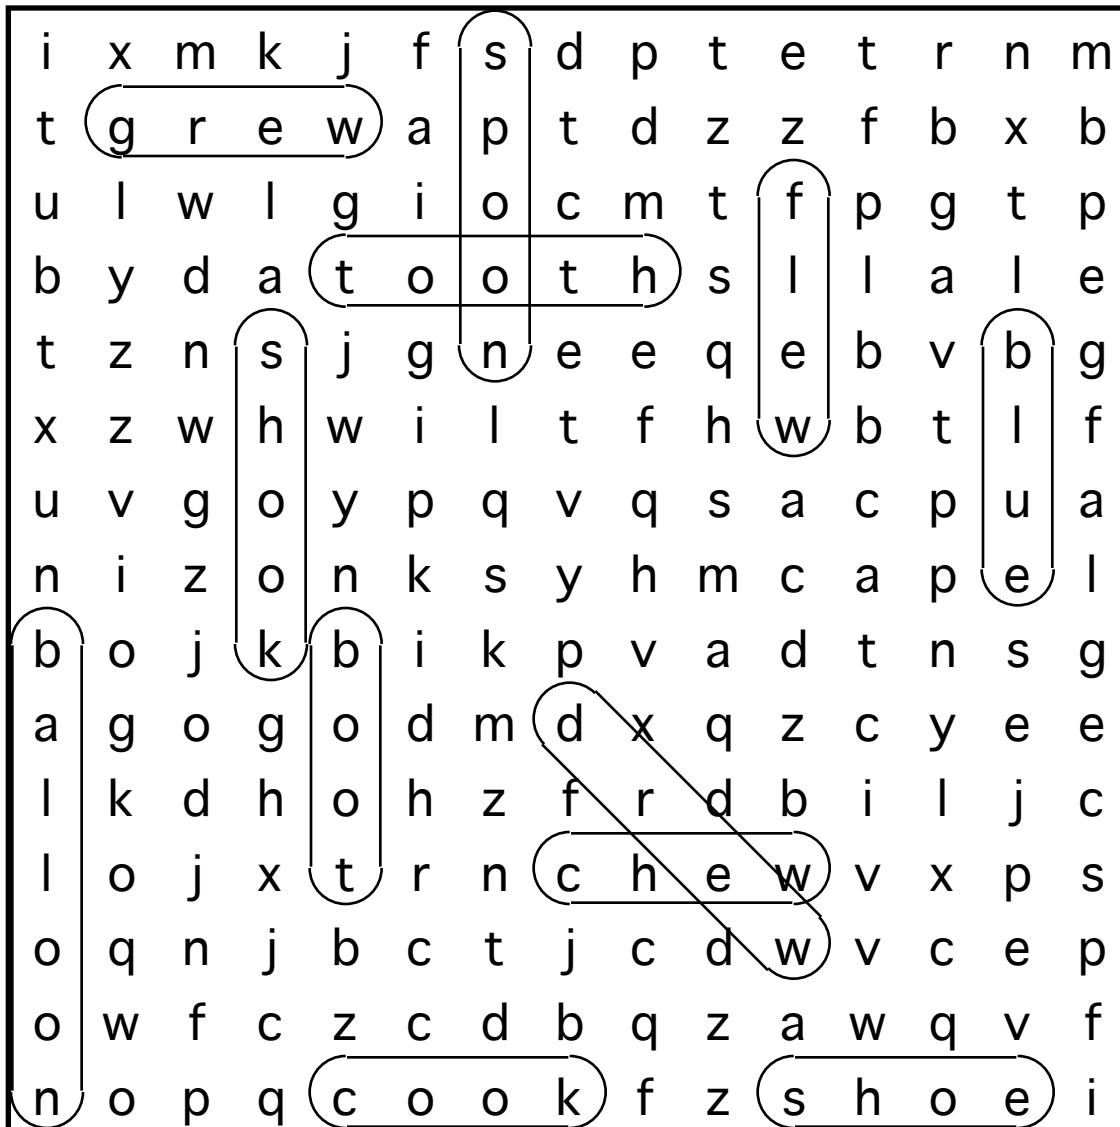 i x m k j f s d p t e t r n m
t g r e w a p t d z z f b x b
u l w l g i o c m t f p g t p
b y d a t o o t h s l l a l e
t z n s j g n e e q e b v b g
x z w h w i l t f h w b t l f
u v g o y p q v q s a c p u a
n i z o n k s y h m c a p e l
b o j k b i k p v a d t n s g
a g o g o d m d x q z c y e e
l k d h o h z f r d b i l j c
l o j x t r n c h e w v x p s
o q n j b c t j c d w v c e p
o w f c z c d b q z a w q v f
n o p q c o o k f z s h o e i